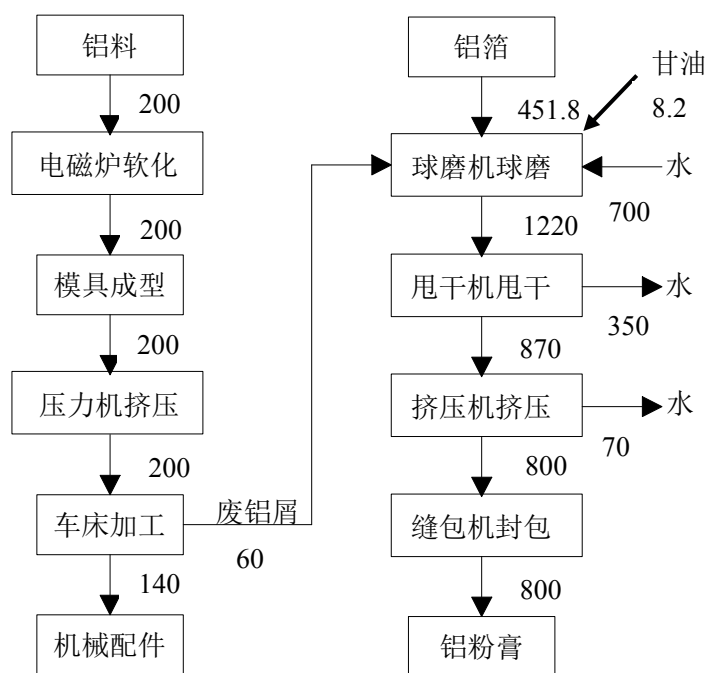 铝料
200
电磁炉软化
200
模具成型
200
压力机挤压
200
车床加工
废铝屑
60
140
机械配件
铝箔
甘油
451.8
8.2
球磨机球磨
水
700
1220
甩干机甩干
水
350
870
挤压机挤压
水
70
800
缝包机封包
800
铝粉膏